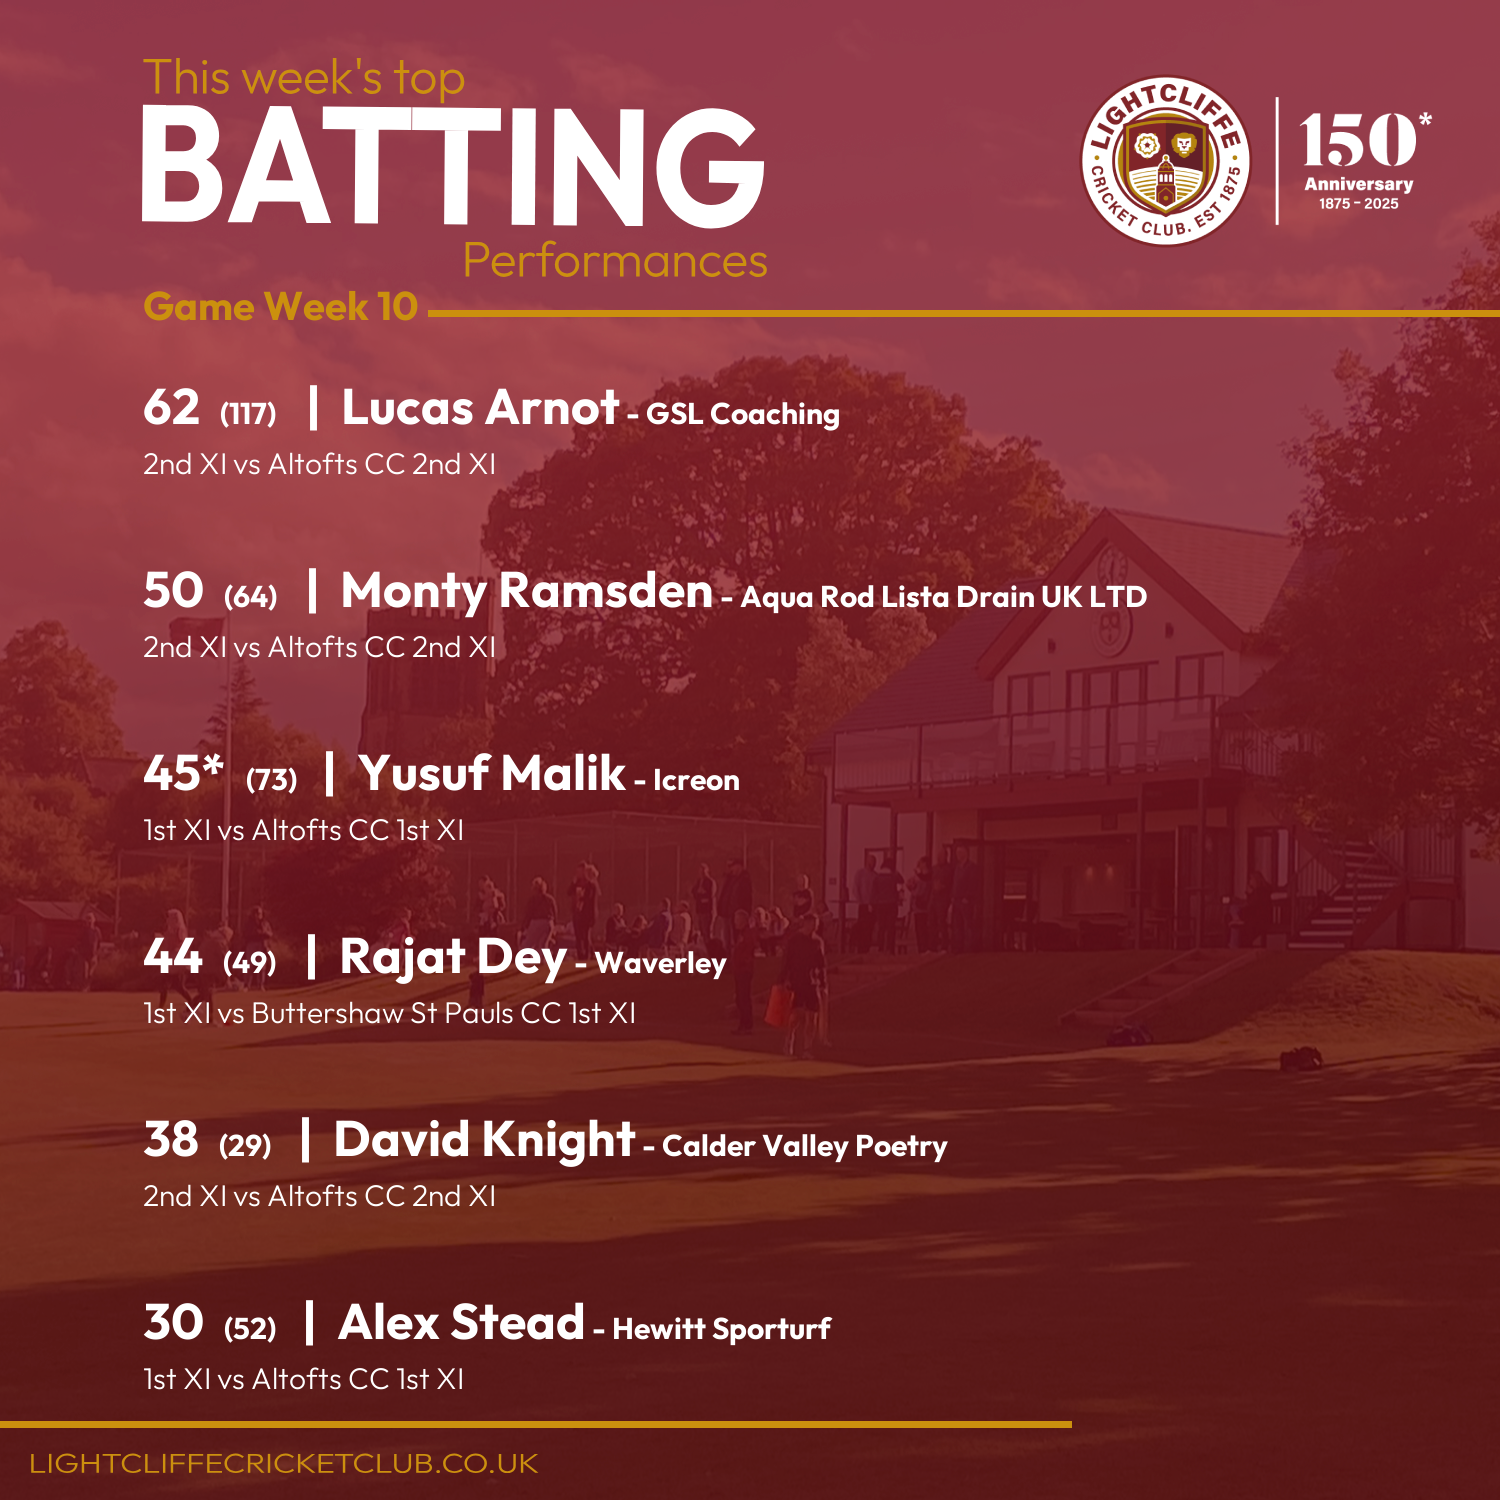 This week's top
BATTING
Performances
LIGHTCLIFFE
CRICKET CLUB. EST 1875
150*
Anniversary
1875 - 2025
Game Week 10
62 (117) | Lucas Arnot - GSL Coaching
2nd XI vs Altofts CC 2nd XI
50 (64) | Monty Ramsden - Aqua Rod Lista Drain UK LTD
2nd XI vs Altofts CC 2nd XI
45* (73) | Yusuf Malik - Icreon
1st XI vs Altofts CC 1st XI
44 (49) | Rajat Dey - Waverley
1st XI vs Buttershaw St Pauls CC 1st XI
38 (29) | David Knight - Calder Valley Poetry
2nd XI vs Altofts CC 2nd XI
30 (52) | Alex Stead - Hewitt Sporturf
1st XI vs Altofts CC 1st XI
LIGHTCLIFFECRICKETCLUB.CO.UK